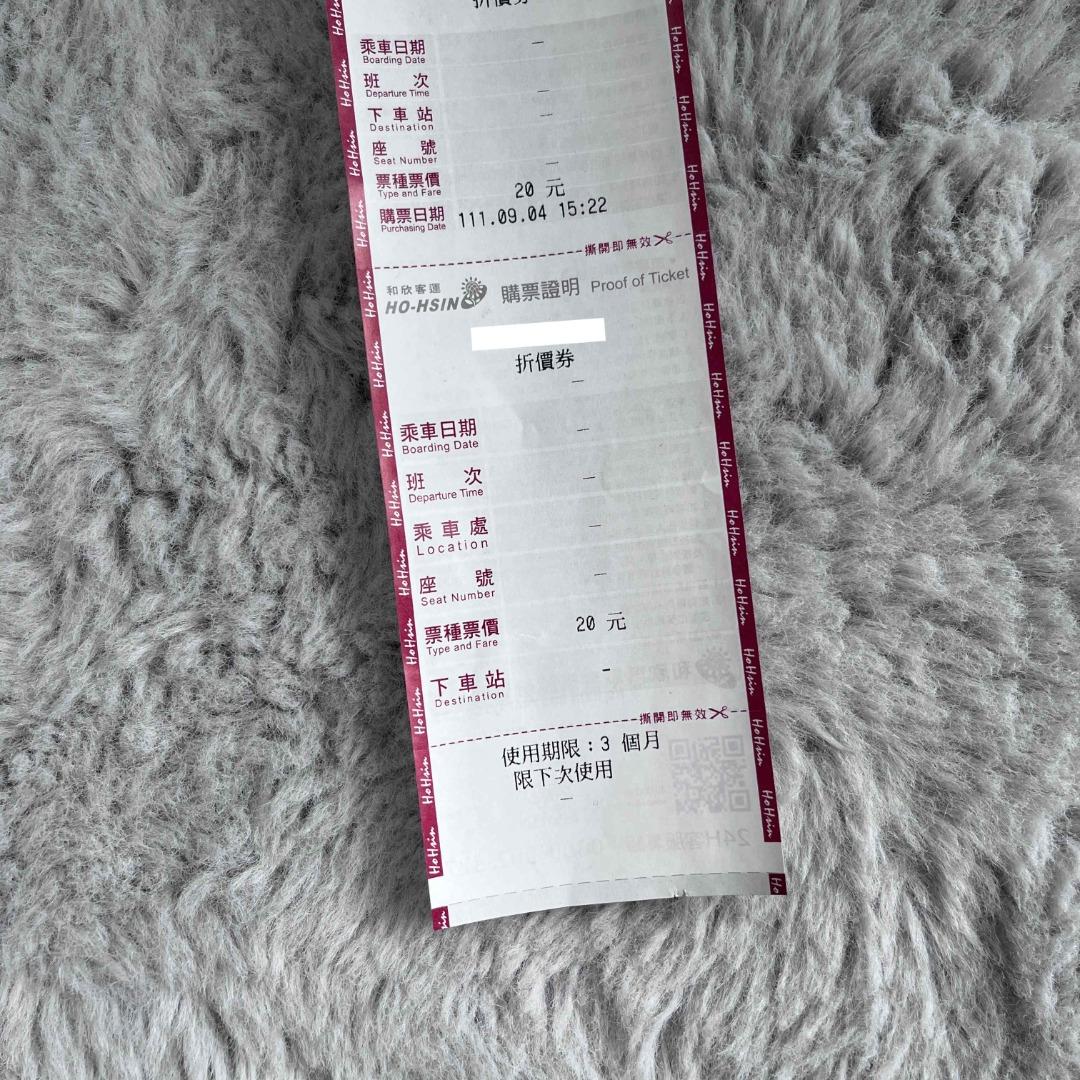 折價券
乘車日期
Boarding Date
—
班次
Departure Time
—
下車站
Destination
—
座號
Seat Number
—
票種票價
Type and Fare
20 元
購票日期
Purchasing Date
111.09.04 15:22
撕開即無效
和欣客運
HO-HSIN
購票證明 Proof of Ticket
折價券
—
乘車日期
Boarding Date
—
班次
Departure Time
—
乘車處
Location
—
座號
Seat Number
—
票種票價
Type and Fare
20 元
下車站
Destination
-
撕開即無效
使用期限:3 個月
限下次使用
—
HoHsin